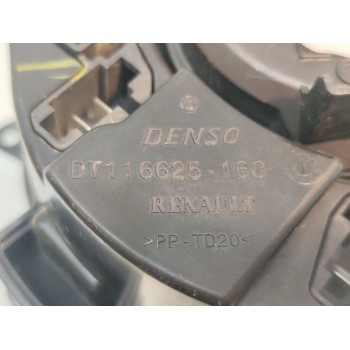 DENSO
DT116625-160
RENAULT
>PP-TD20<